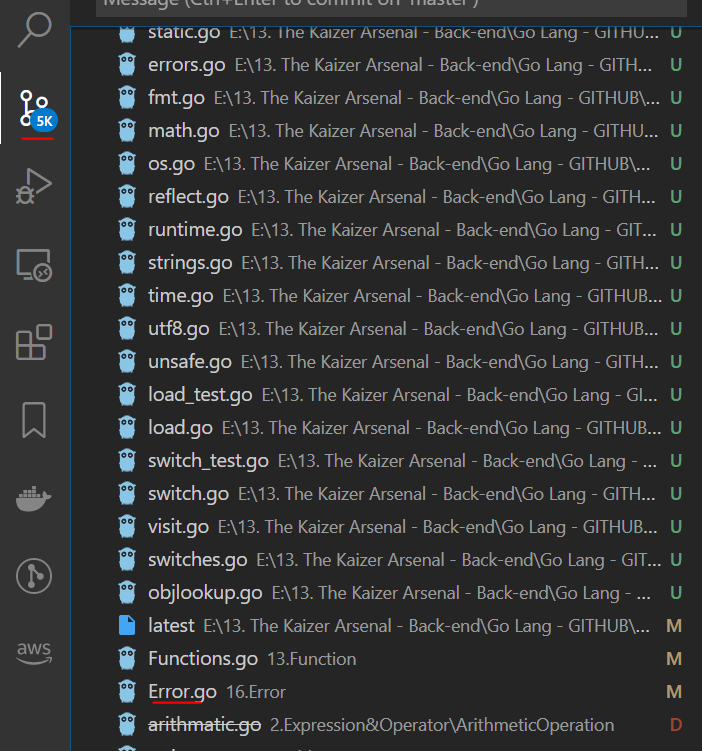 Message (Ctrl+Enter to commit on 'master')
static.go E:\13. The Kaizer Arsenal - Back-end\Go Lang - GITHU... U
errors.go E:\13. The Kaizer Arsenal - Back-end\Go Lang - GITH... U
5K
fmt.go E:\13. The Kaizer Arsenal - Back-end\Go Lang - GITHUB\... U
math.go E:\13. The Kaizer Arsenal - Back-end\Go Lang - GITHU... U
os.go E:\13. The Kaizer Arsenal - Back-end\Go Lang - GITHUB\... U
reflect.go E:\13. The Kaizer Arsenal - Back-end\Go Lang - GITH... U
runtime.go E:\13. The Kaizer Arsenal - Back-end\Go Lang - GIT... U
strings.go E:\13. The Kaizer Arsenal - Back-end\Go Lang - GITH... U
time.go E:\13. The Kaizer Arsenal - Back-end\Go Lang - GITHUB... U
utf8.go E:\13. The Kaizer Arsenal - Back-end\Go Lang - GITHUB... U
unsafe.go E:\13. The Kaizer Arsenal - Back-end\Go Lang - GITH... U
load_test.go E:\13. The Kaizer Arsenal - Back-end\Go Lang - GI... U
load.go E:\13. The Kaizer Arsenal - Back-end\Go Lang - GITHUB... U
switch_test.go E:\13. The Kaizer Arsenal - Back-end\Go Lang - ... U
switch.go E:\13. The Kaizer Arsenal - Back-end\Go Lang - GITH... U
visit.go E:\13. The Kaizer Arsenal - Back-end\Go Lang - GITHUB... U
switches.go E:\13. The Kaizer Arsenal - Back-end\Go Lang - GIT... U
objlookup.go E:\13. The Kaizer Arsenal - Back-end\Go Lang - ... U
latest E:\13. The Kaizer Arsenal - Back-end\Go Lang - GITHUB\... M
aws
Functions.go 13.Function M
Error.go 16.Error M
arithmatic.go 2.Expression&Operator\ArithmeticOperation D